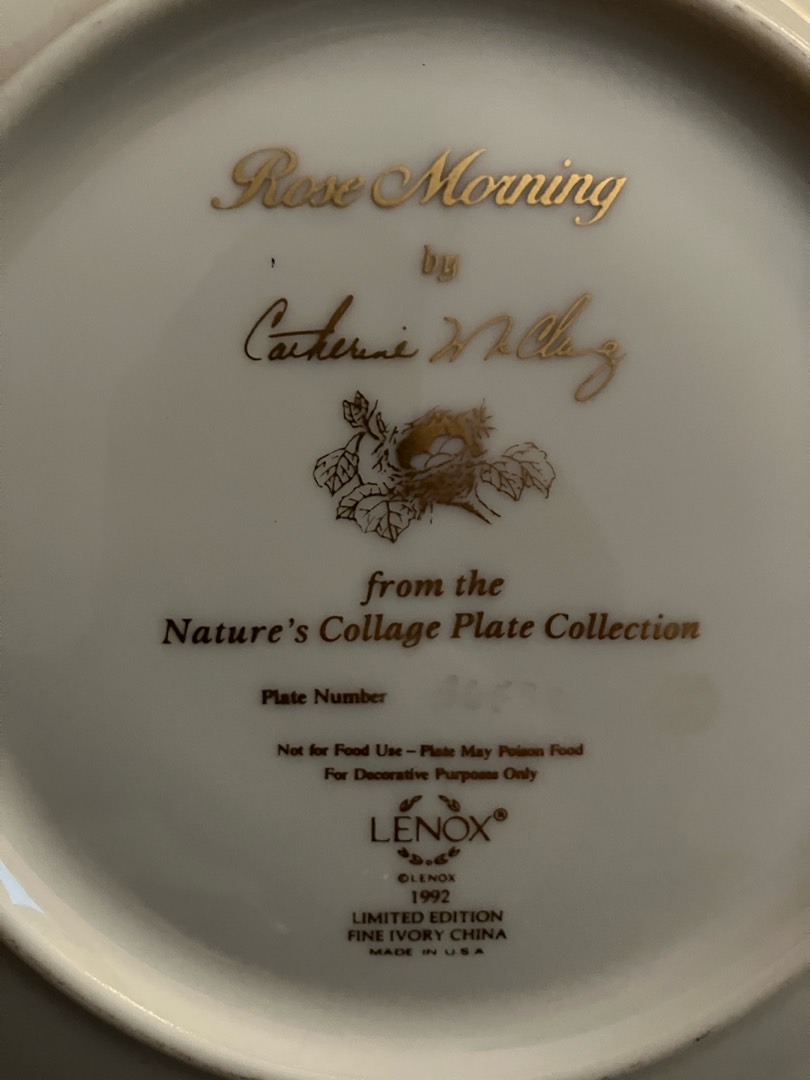 Rose Morning
by
Catherine McClung
from the
Nature's Collage Plate Collection
Plate Number
Not for Food Use – Plate May Poison Food
For Decorative Purposes Only
LENOX®
©LENOX
1992
LIMITED EDITION
FINE IVORY CHINA
MADE IN U.S.A